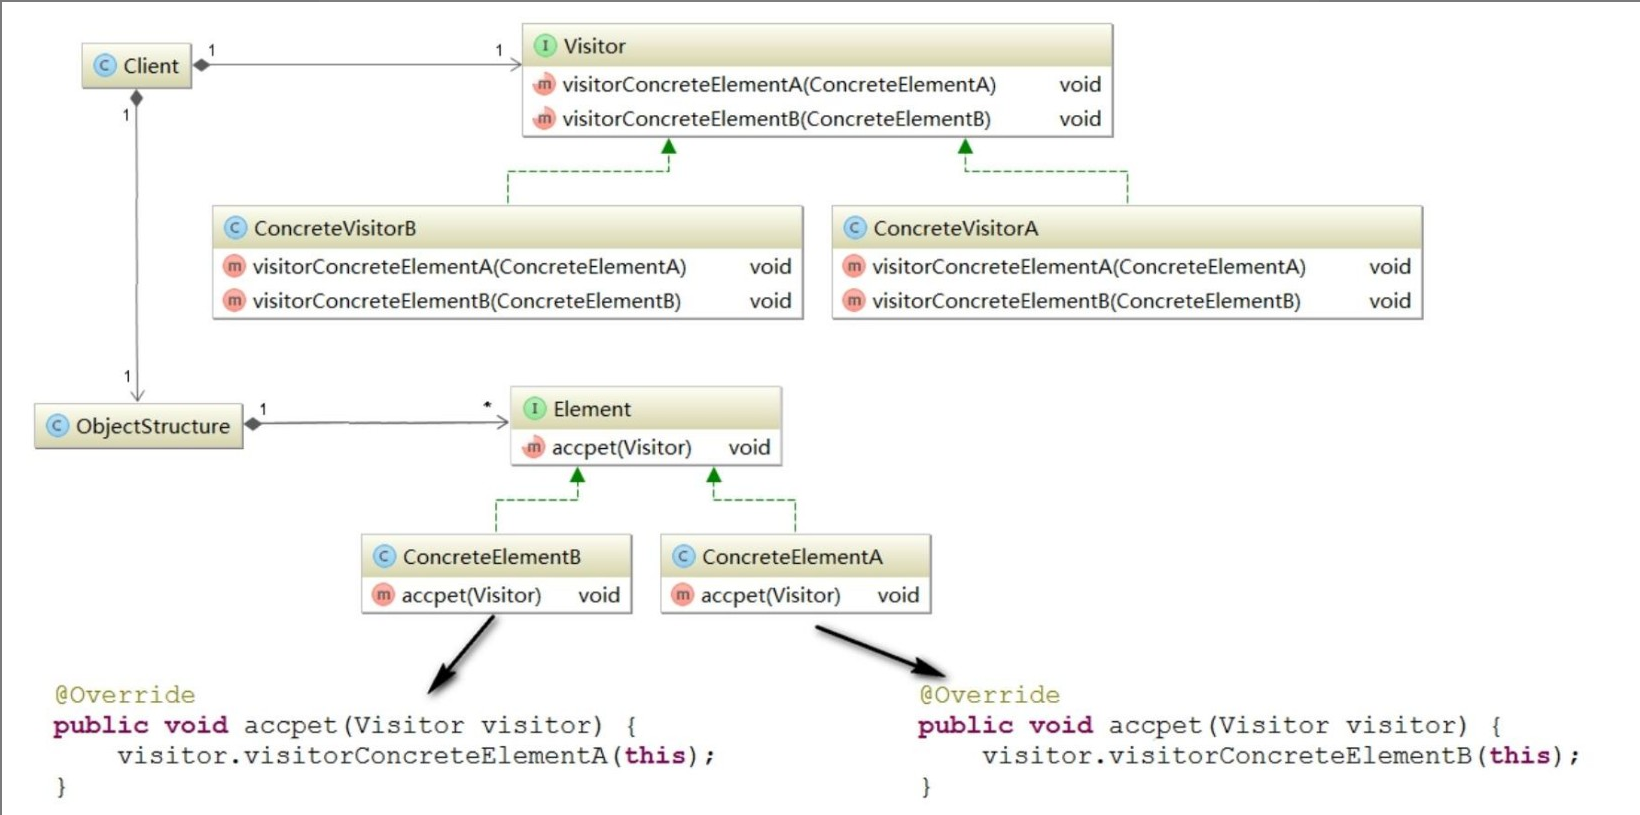 C Client
1
1
I Visitor
m visitorConcreteElementA(ConcreteElementA) void
m visitorConcreteElementB(ConcreteElementB) void
1
C ConcreteVisitorB
m visitorConcreteElementA(ConcreteElementA) void
m visitorConcreteElementB(ConcreteElementB) void
C ConcreteVisitorA
m visitorConcreteElementA(ConcreteElementA) void
m visitorConcreteElementB(ConcreteElementB) void
1
C ObjectStructure
1
*
I Element
m accpet(Visitor) void
C ConcreteElementB
m accpet(Visitor) void
C ConcreteElementA
m accpet(Visitor) void
@Override
public void accpet(Visitor visitor) {
visitor.visitorConcreteElementA(this);
}
@Override
public void accpet(Visitor visitor) {
visitor.visitorConcreteElementB(this);
}